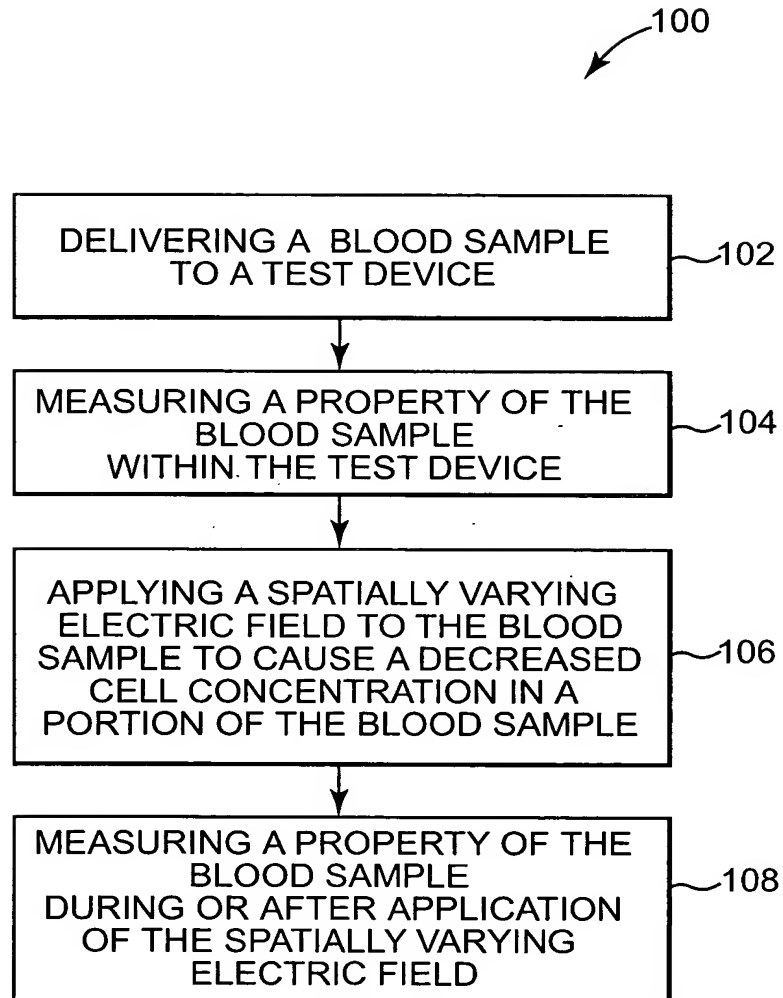 100
DELIVERING A BLOOD SAMPLE
TO A TEST DEVICE
102
MEASURING A PROPERTY OF THE
BLOOD SAMPLE
WITHIN THE TEST DEVICE
104
APPLYING A SPATIALLY VARYING
ELECTRIC FIELD TO THE BLOOD
SAMPLE TO CAUSE A DECREASED
CELL CONCENTRATION IN A
PORTION OF THE BLOOD SAMPLE
106
MEASURING A PROPERTY OF THE
BLOOD SAMPLE
DURING OR AFTER APPLICATION
OF THE SPATIALLY VARYING
ELECTRIC FIELD
108